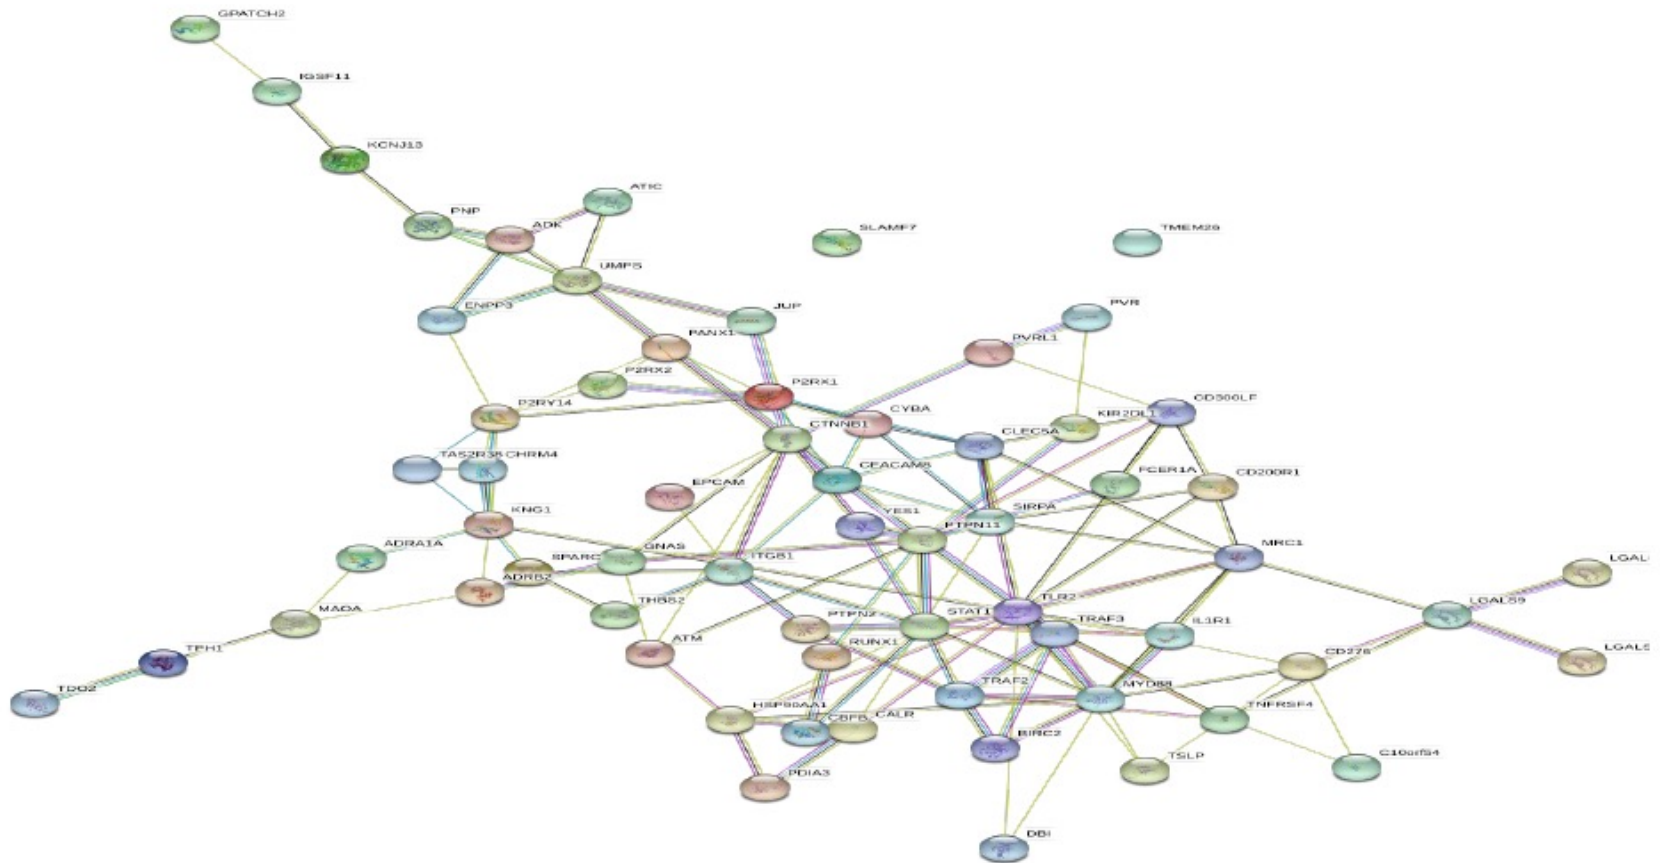 GPATCH2
IGSF11
KCNJ13
ATIC
PNP
ADK
SLAMF7
TMEM25
UMPS
ENPP3
JUP
PVR
PANX1
PVRL1
P2RX2
P2RX1
P2RY14
CYBA
KIR2DL1
CD300LF
CTNNB1
CLEC5A
TAS2R38
CHRM4
CEACAM8
FCER1A
CD200R1
EPCAM
KNG1
YES1
SIRPA
PTPN11
ADRA1A
SPARC
GNAS
ITGB1
MRC1
LGAL
ADRB2
MAOA
THBS2
PTPN2
STAT1
TLR2
TRAF3
IL1R1
LGALS9
ATM
RUNX1
CD276
LGALS
TPH1
TDO2
TRAF2
MYD88
HSP90AA1
CBFB
CALR
TNFRSF4
BIRC2
TSLP
C10orf54
PDIA3
DBI